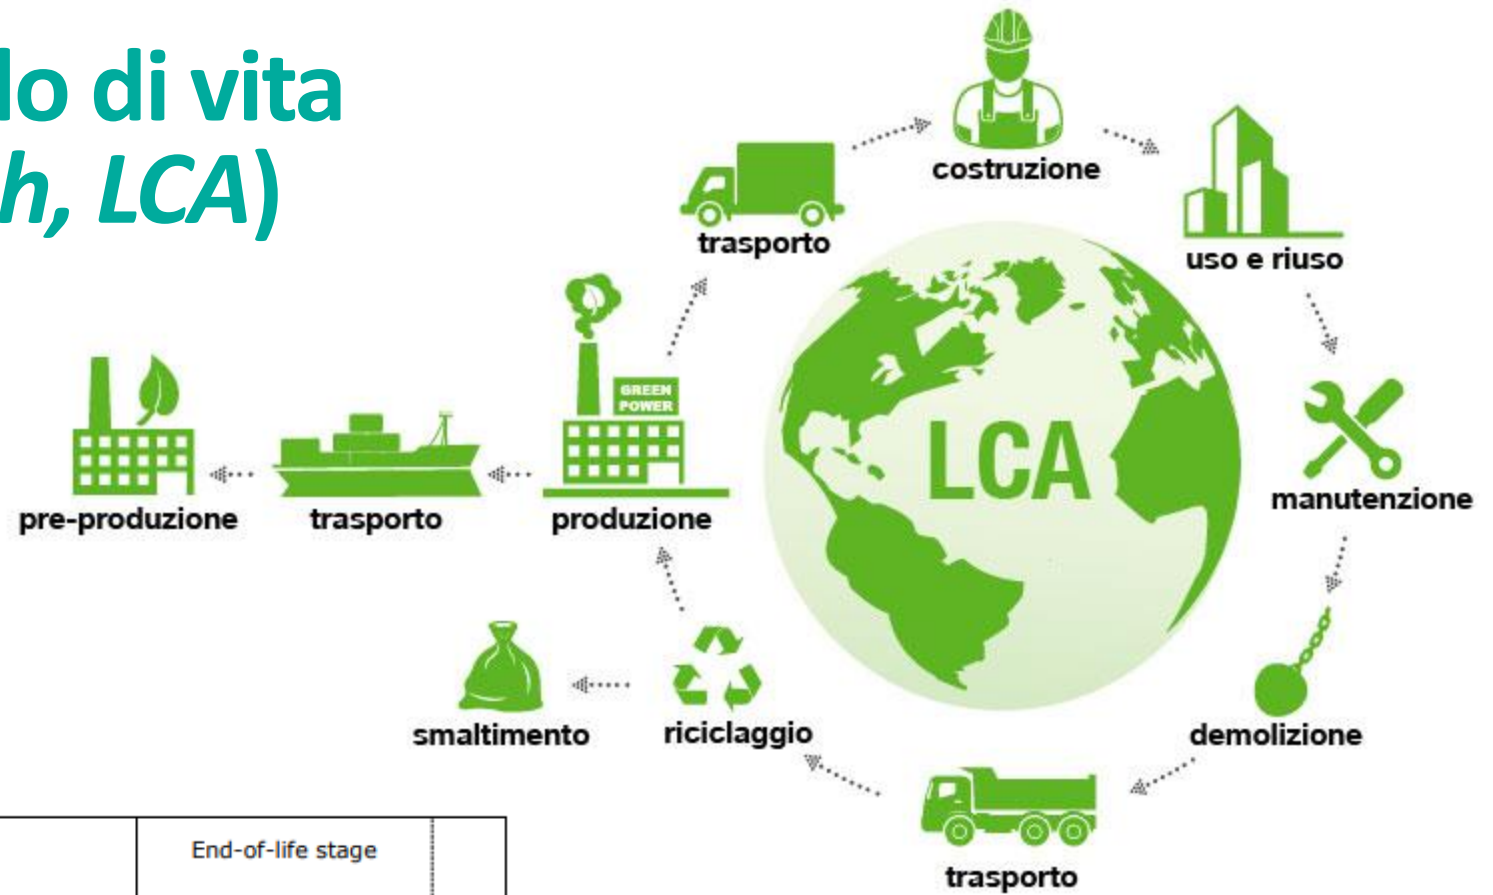 do di vita
h, LCA)
costruzione
trasporto
uso e riuso
GREEN
POWER
LCA
manutenzione
pre-produzione
trasporto
produzione
smaltimento
riciclaggio
demolizione
trasporto
End-of-life stage